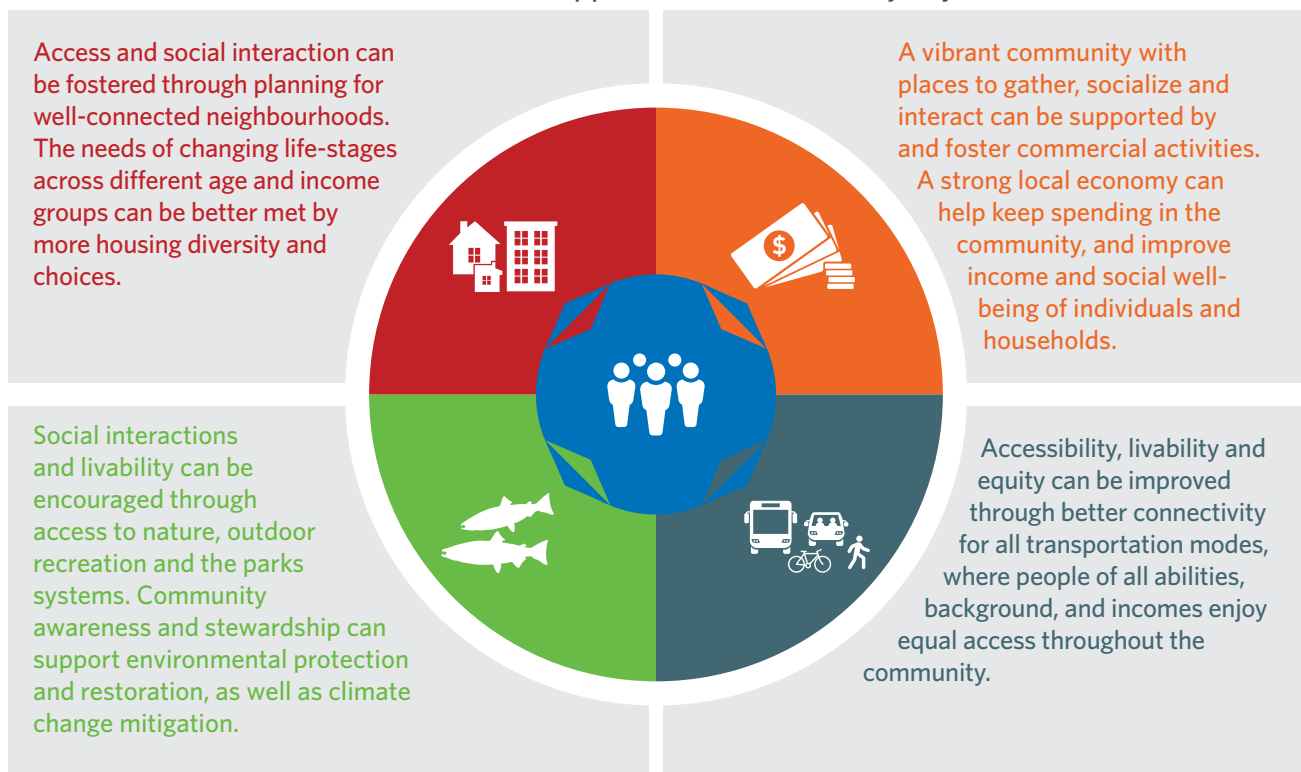 Access and social interaction can
be fostered through planning for
well-connected neighbourhoods.
The needs of changing life-stages
across different age and income
groups can be better met by
more housing diversity and
choices.
A vibrant community with
places to gather, socialize and
interact can be supported by
and foster commercial activities.
A strong local economy can
help keep spending in the
community, and improve
income and social well-
being of individuals and
households.
$
Social interactions
and livability can be
encouraged through
access to nature, outdoor
recreation and the parks
systems. Community
awareness and stewardship can
support environmental protection
and restoration, as well as climate
change mitigation.
Accessibility, livability and
equity can be improved
through better connectivity
for all transportation modes,
where people of all abilities,
background, and incomes enjoy
equal access throughout the
community.